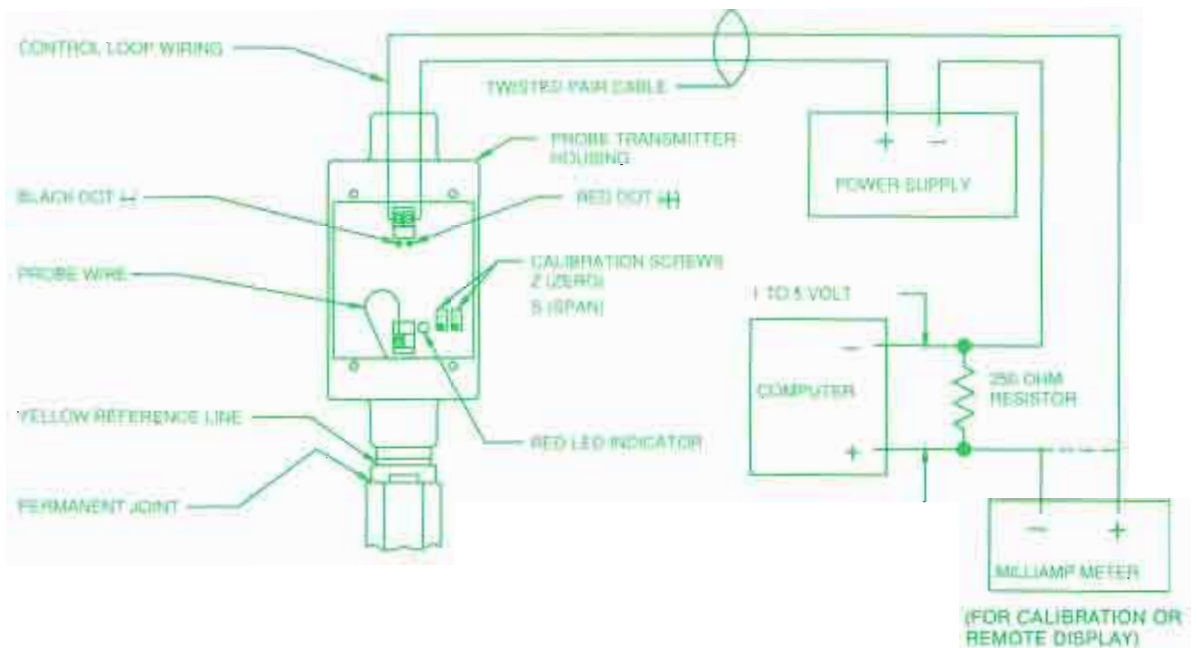 CONTROL LOOP WIRING
TWISTED PAIR CABLE
PROBE TRANSMITTER
HOUSING
BLACK DOT (-)
RED DOT (+)
+ -
POWER SUPPLY
PROBE WIRE
CALIBRATION SCREWS
Z (ZERO)
S (SPAN)
1 TO 5 VOLT
-
COMPUTER
+
250 OHM
RESISTOR
YELLOW REFERENCE LINE
RED LED INDICATOR
PERMANENT JOINT
- +
MILLIAMP METER
(FOR CALIBRATION OR
REMOTE DISPLAY)